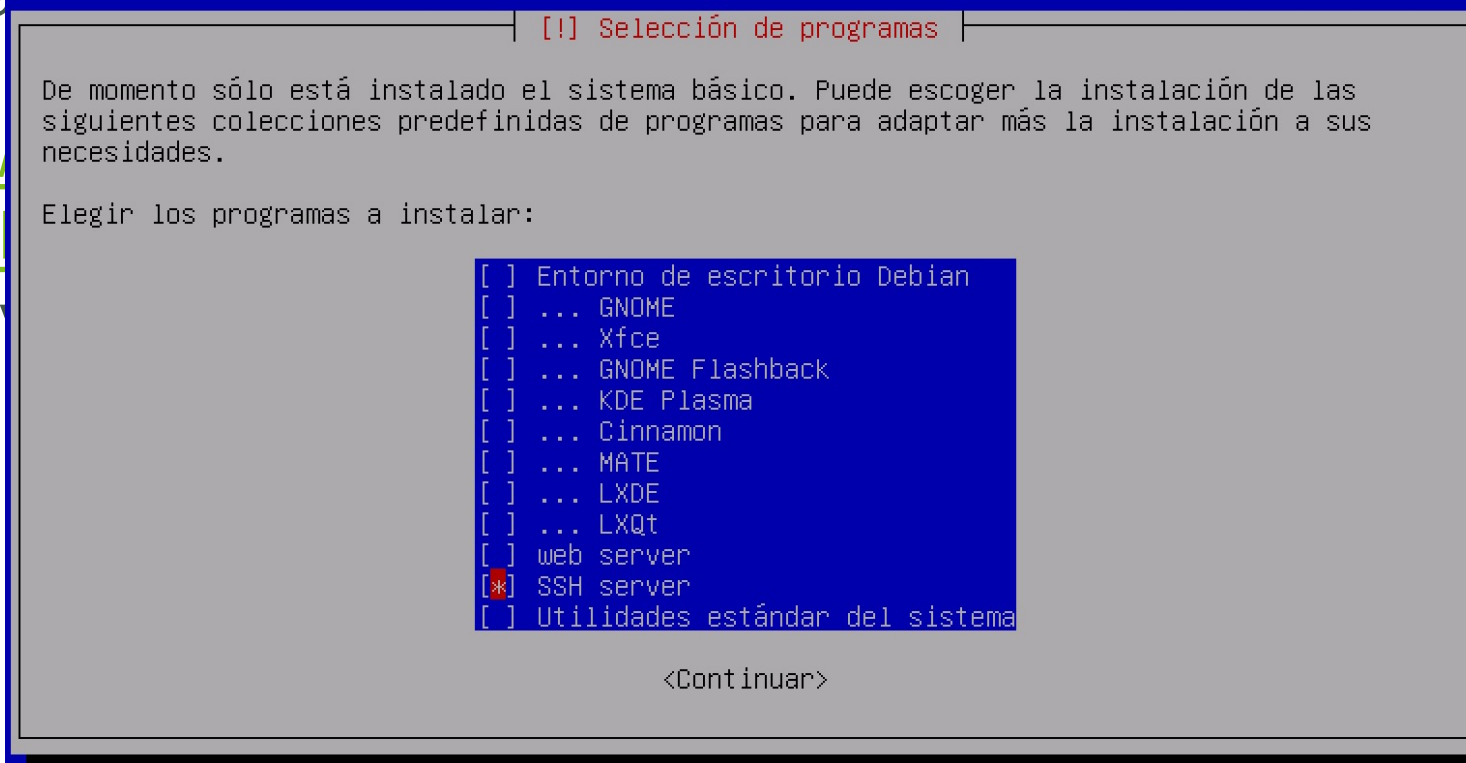 [!] Selección de programas
De momento sólo está instalado el sistema básico. Puede escoger la instalación de las
siguientes colecciones predefinidas de programas para adaptar más la instalación a sus
necesidades.
Elegir los programas a instalar:
[ ] Entorno de escritorio Debian
[ ] ... GNOME
[ ] ... Xfce
[ ] ... GNOME Flashback
[ ] ... KDE Plasma
[ ] ... Cinnamon
[ ] ... MATE
[ ] ... LXDE
[ ] ... LXQt
[ ] web server
[*] SSH server
[ ] Utilidades estándar del sistema
<Continuar>